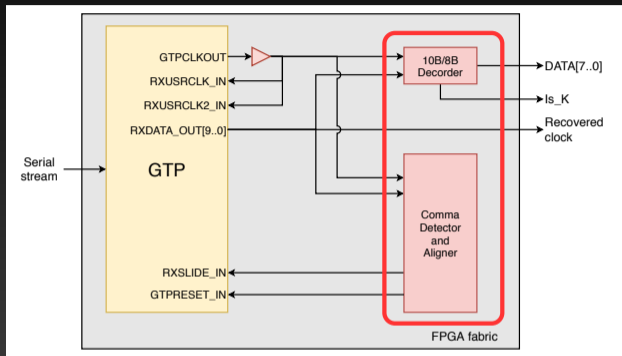 GTPCLKOUT
RXUSRCLK_IN
RXUSRCLK2_IN
RXDATA_OUT[9..0]
Serial
stream
GTP
RXSLIDE_IN
GTPRESET_IN
10B/8B
Decorder
DATA[7..0]
Is_K
Recovered
clock
Comma
Detector
and
Aligner
FPGA fabric